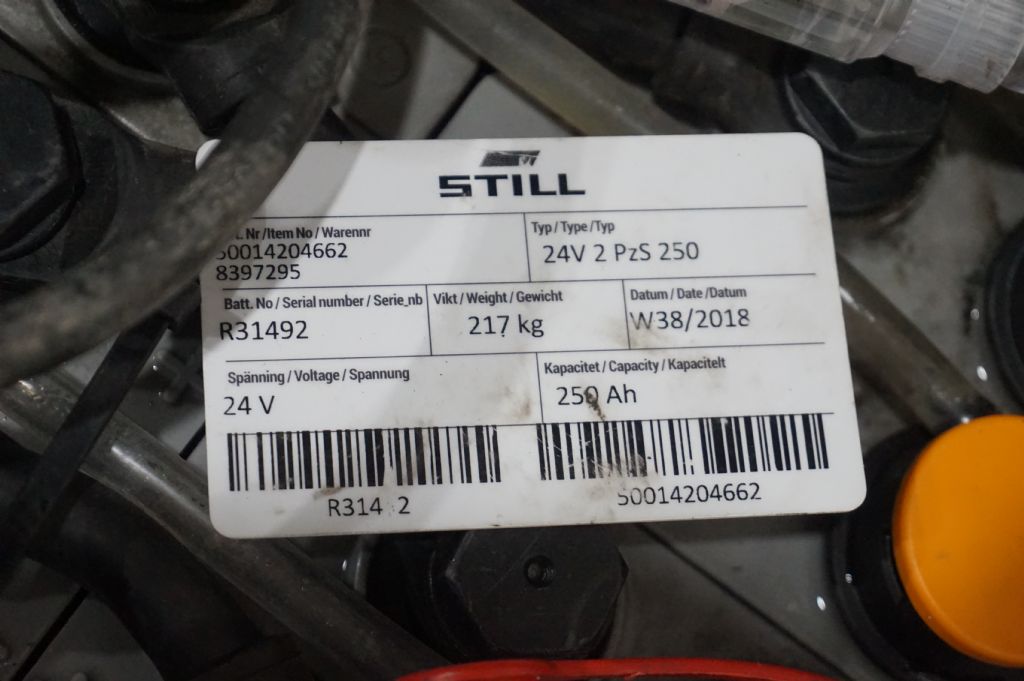 STILL
Nr /Item No / Warennr
50014204662
8397295
Typ / Type /Typ
24V 2 PzS 250
Batt. No / Serial number / Serie_nb
R31492
Vikt / Weight / Gewicht
217 kg
Datum / Date /Datum
W38/2018
Spänning / Voltage / Spannung
24 V
Kapacitet / Capacity / Kapacitelt
250 Ah
R314 2
50014204662